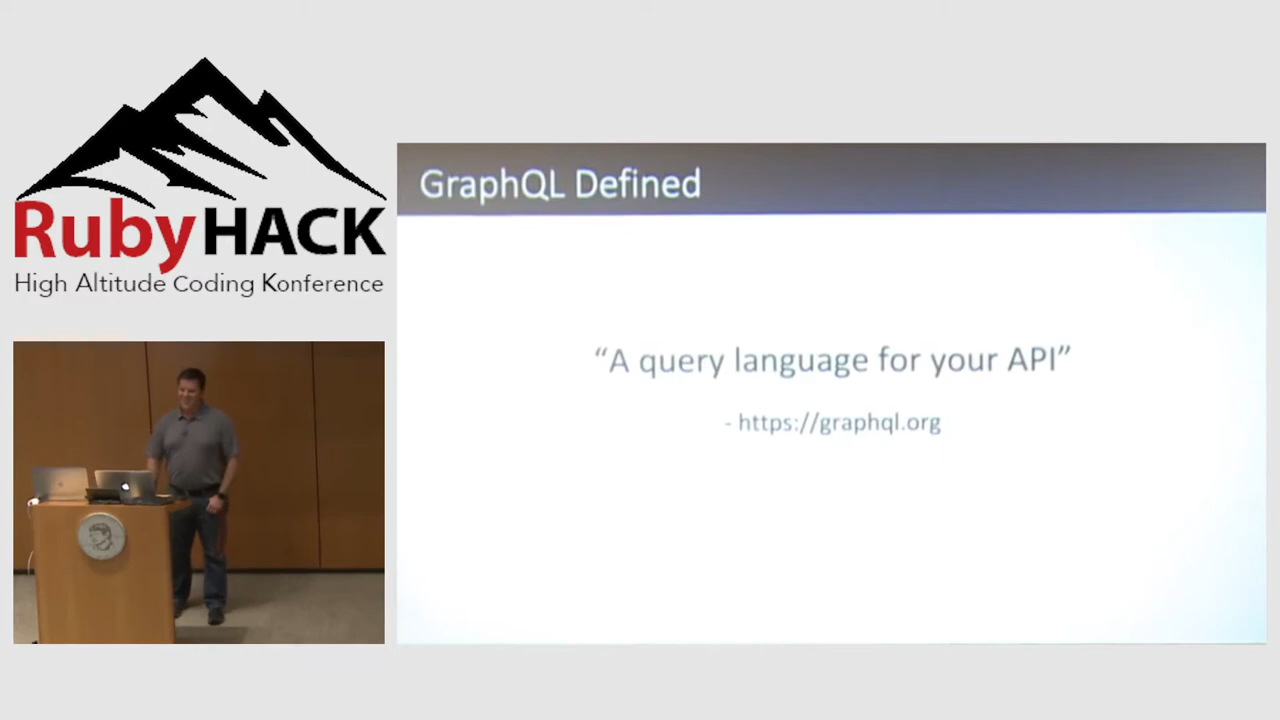 RubyHACK
High Altitude Coding Konference
GraphQL Defined
“A query language for your API”
- https://graphql.org